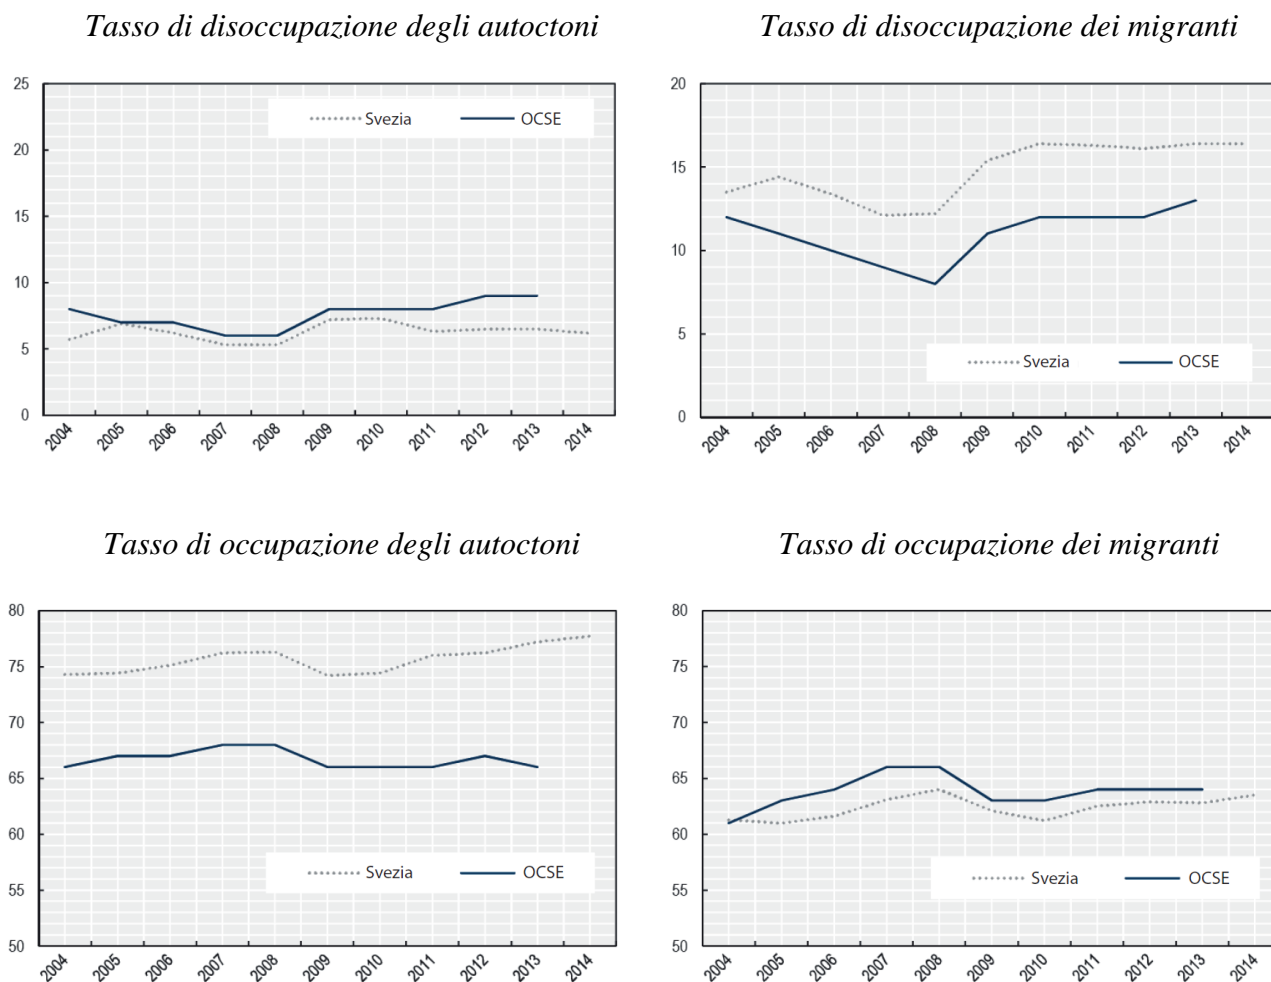 Tasso di disoccupazione degli autoctoni
25
20
15
10
5
0
Svezia OCSE
2004 2005 2006 2007 2008 2009 2010 2011 2012 2013 2014
Tasso di disoccupazione dei migranti
20
15
10
5
0
Svezia OCSE
2004 2005 2006 2007 2008 2009 2010 2011 2012 2013 2014
Tasso di occupazione degli autoctoni
80
75
70
65
60
55
50
Svezia OCSE
2004 2005 2006 2007 2008 2009 2010 2011 2012 2013 2014
Tasso di occupazione dei migranti
80
75
70
65
60
55
50
Svezia OCSE
2004 2005 2006 2007 2008 2009 2010 2011 2012 2013 2014